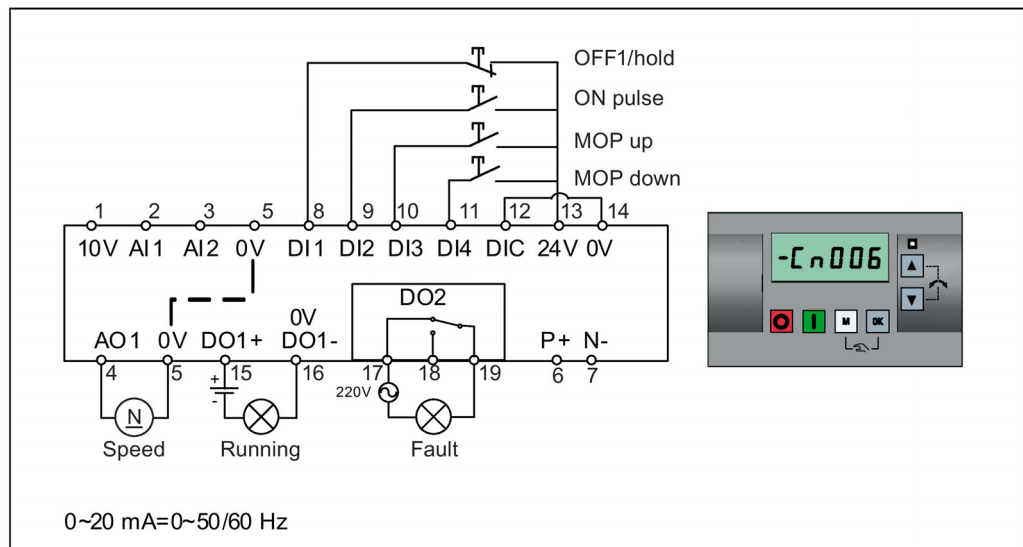 OFF1/hold
ON pulse
MOP up
MOP down
1 2 3 5 8 9 10 11 12 13 14
10V AI1 AI2 0V DI1 DI2 DI3 DI4 DIC 24V 0V
-Cn006
M OK
DO2
0V
AO1 0V DO1+ DO1- P+ N-
4 5 15 16 17 18 19 6 7
+
-
220V
N
Speed Running Fault
0~20 mA=0~50/60 Hz